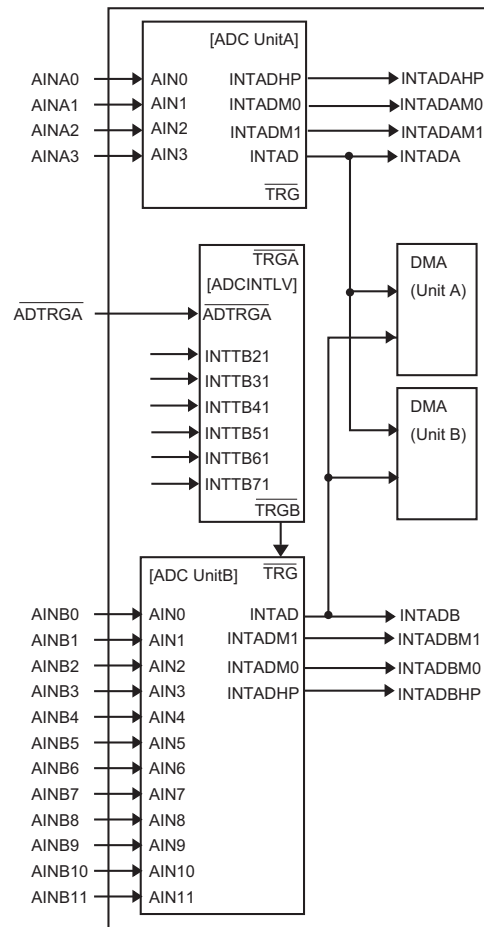 [ADC UnitA]
AINA0 AIN0 INTADHP INTADAHP
AINA1 AIN1 INTADM0 INTADAM0
AINA2 AIN2 INTADM1 INTADAM1
AINA3 AIN3 INTAD INTADA
TRG
TRGA
[ADCINTLV]
ADTRGA ADTRGA
INTTB21
INTTB31
INTTB41
INTTB51
INTTB61
INTTB71
TRGB
DMA
(Unit A)
DMA
(Unit B)
[ADC UnitB] TRG
AINB0 AIN0 INTAD INTADB
AINB1 AIN1 INTADM1 INTADBM1
AINB2 AIN2 INTADM0 INTADBM0
AINB3 AIN3 INTADHP INTADBHP
AINB4 AIN4
AINB5 AIN5
AINB6 AIN6
AINB7 AIN7
AINB8 AIN8
AINB9 AIN9
AINB10 AIN10
AINB11 AIN11